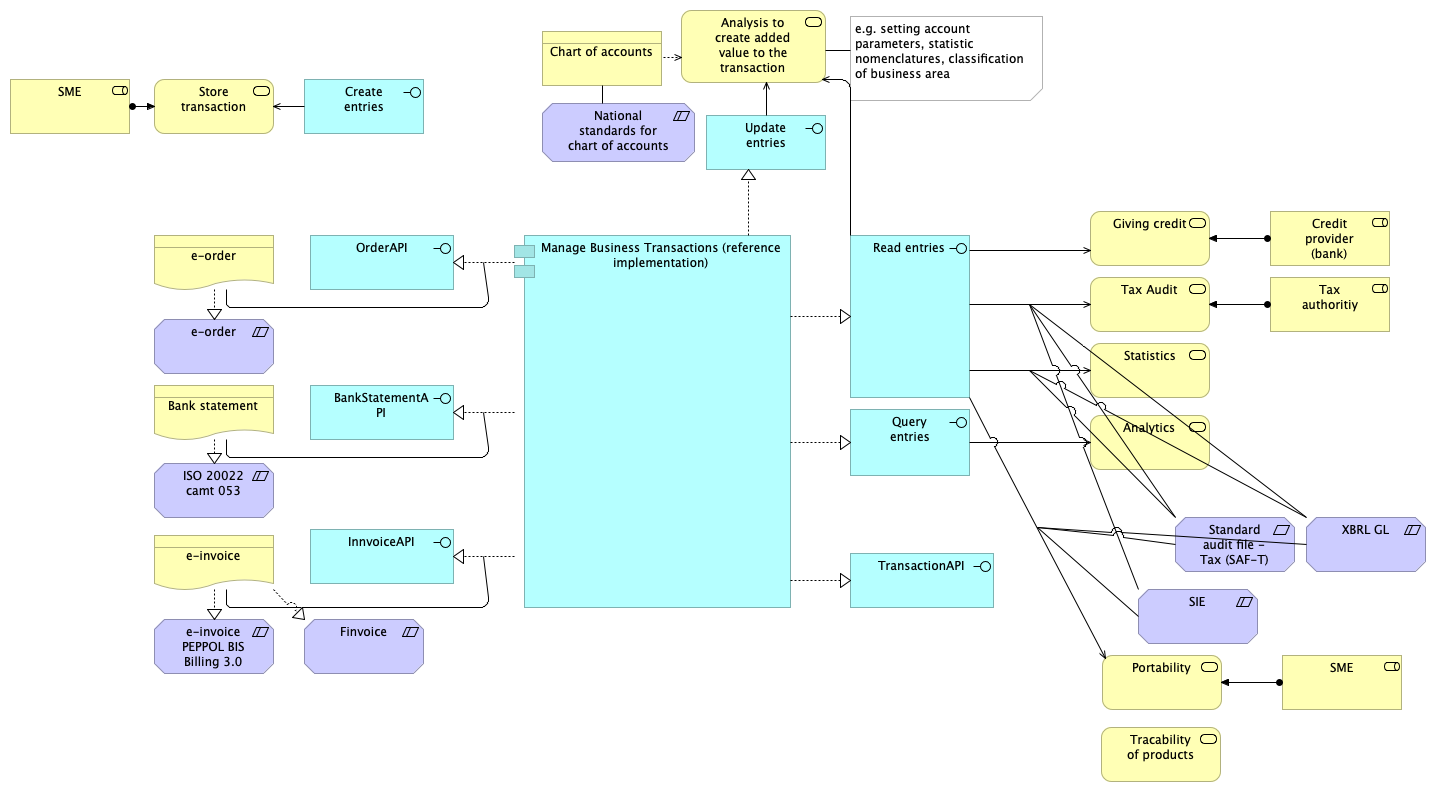 Analysis to
create added
value to the
transaction
e.g. setting account
parameters, statistic
nomenclatures, classification
of business area
Chart of accounts
SME
Store
transaction
Create
entries
National
standards for
chart of accounts
Update
entries
Giving credit
Credit
provider
(bank)
e-order
OrderAPI
Manage Business Transactions (reference
implementation)
Read entries
Tax Audit
Tax
authoritiy
e-order
Statistics
Bank statement
BankStatementA
PI
Query
entries
Analytics
ISO 20022
camt 053
Standard
audit file -
Tax (SAF-T)
XBRL GL
e-invoice
InnvoiceAPI
TransactionAPI
SIE
e-invoice
PEPPOL BIS
Billing 3.0
Finvoice
Portability
SME
Tracability
of products